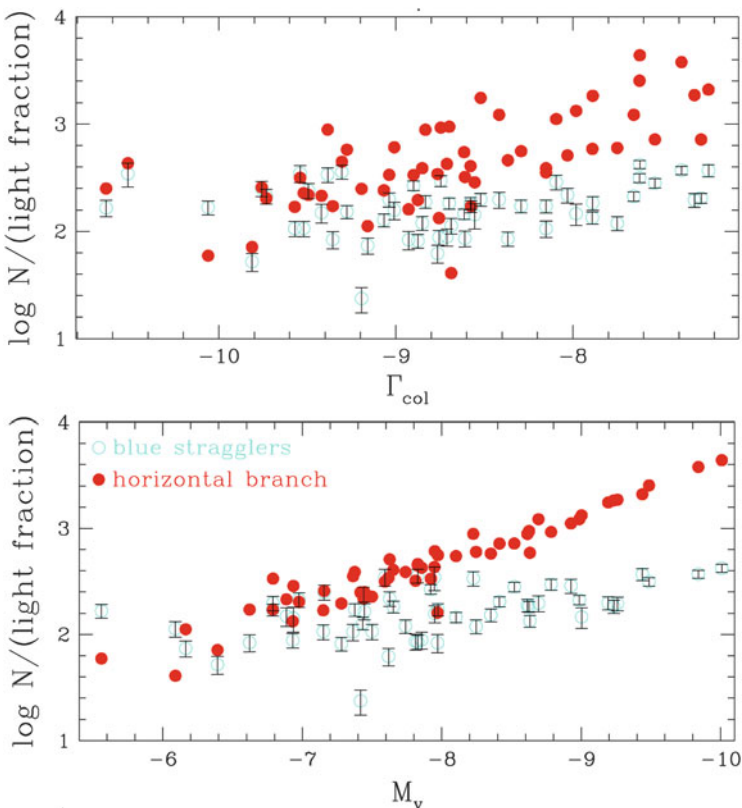 4
3
2
1
log N/(light fraction)
-10
-9
-8
Γcol
4
3
2
1
log N/(light fraction)
blue stragglers
horizontal branch
-6
-7
-8
-9
-10
Mv